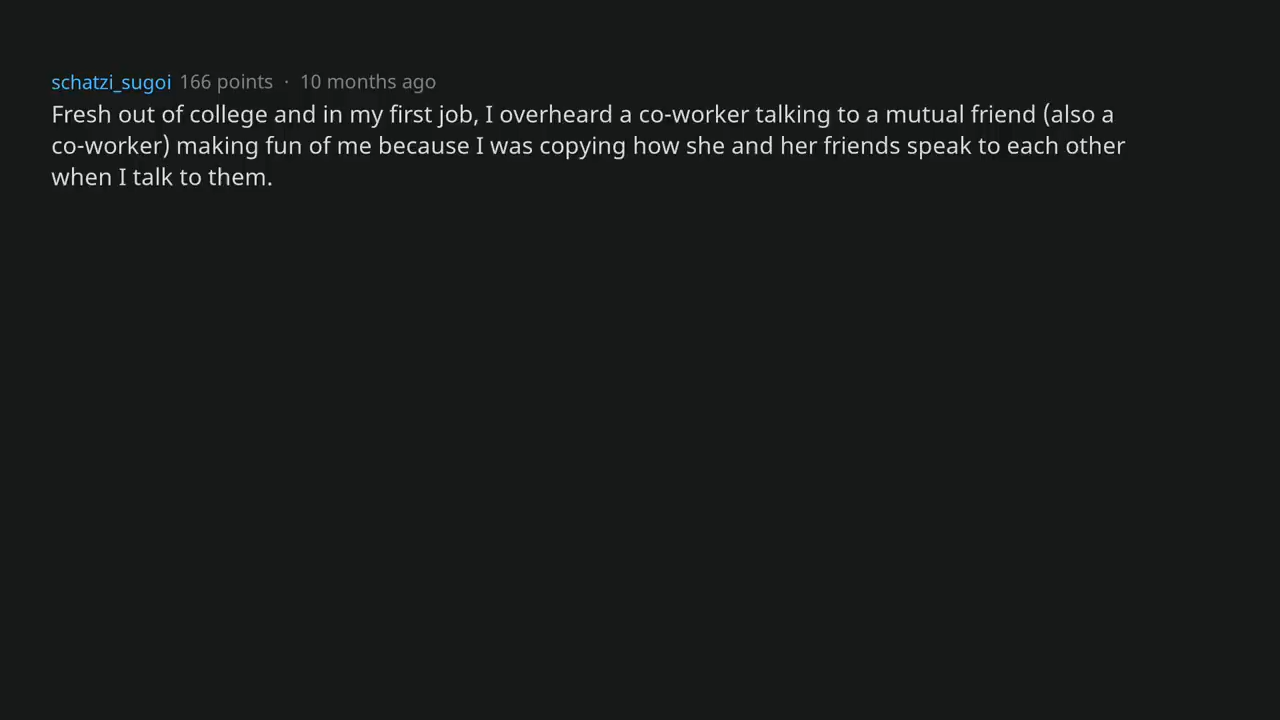 schatzi_sugoi 166 points · 10 months ago
Fresh out of college and in my first job, I overheard a co-worker talking to a mutual friend (also a
co-worker) making fun of me because I was copying how she and her friends speak to each other
when I talk to them.